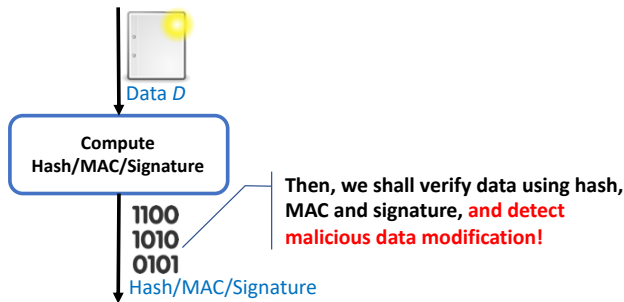 Data D
Compute
Hash/MAC/Signature
1100
1010
0101
Hash/MAC/Signature
Then, we shall verify data using hash,
MAC and signature, and detect
malicious data modification!